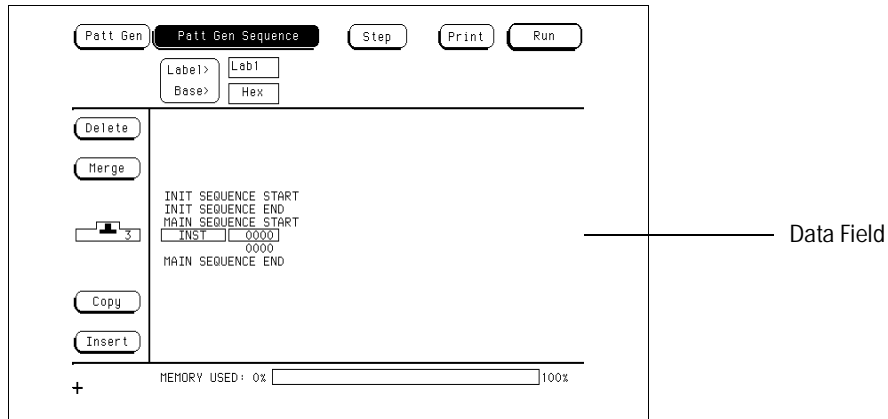 Patt Gen Patt Gen Sequence Step Print Run
Label> Lab1
Base> Hex
Delete
Merge
INIT SEQUENCE START
INIT SEQUENCE END
MAIN SEQUENCE START
3 INST 0000
0000
MAIN SEQUENCE END
Data Field
Copy
Insert
MEMORY USED: 0% 100%
+